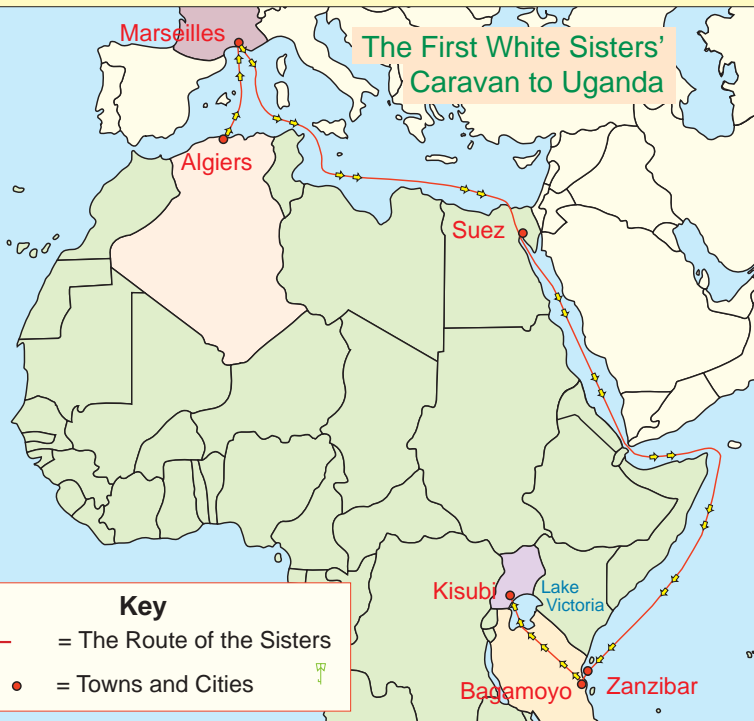 Marseilles
The First White Sisters’
Caravan to Uganda
Algiers
Suez
Kisubi
Lake
Victoria
Bagamoyo
Zanzibar
Key
= The Route of the Sisters
= Towns and Cities